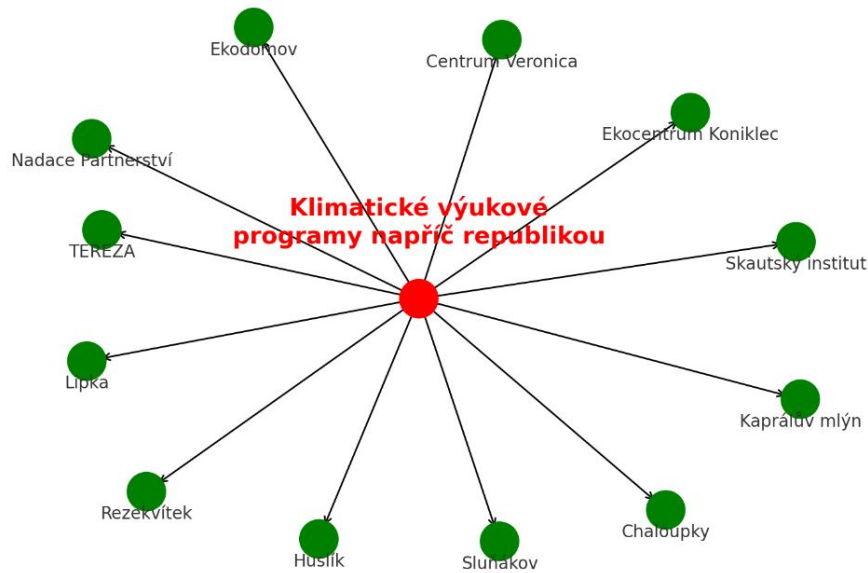 Ekodomov
Centrum Veronica
Ekocentrum Koniklec
Nadace Partnerství
Klimatické výukové
programy napříč republikou
TEREZA
Skautský institut
Lipka
Kaprálův mlýn
Rezekvítek
Chaloupky
Huslík
Sluňákov